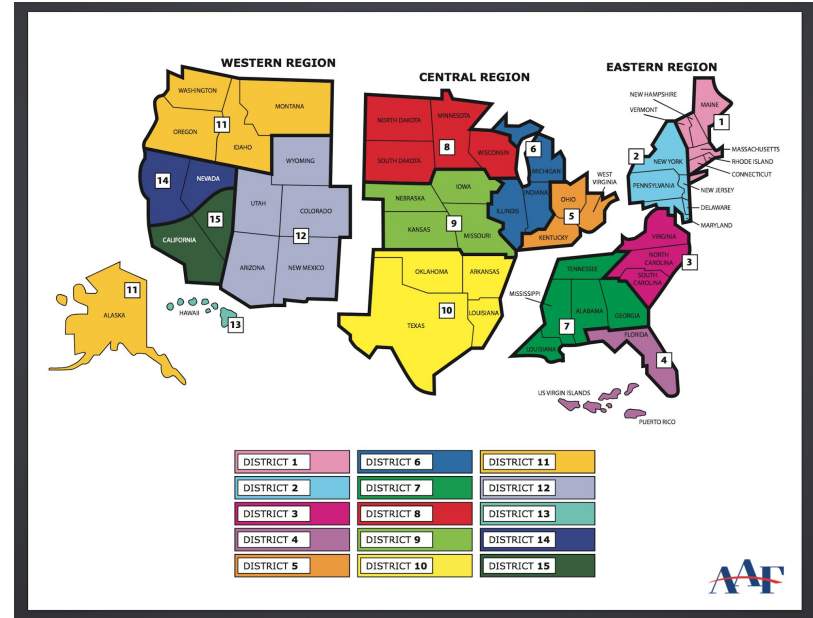 WESTERN REGION
CENTRAL REGION
EASTERN REGION
WASHINGTON
MONTANA
OREGON
11
IDAHO
WYOMING
14
NEVADA
15
UTAH
COLORADO
12
CALIFORNIA
ARIZONA
NEW MEXICO
11
ALASKA
HAWAII
13
NORTH DAKOTA
MINNESOTA
SOUTH DAKOTA
8
WISCONSIN
6
MICHIGAN
IOWA
NEBRASKA
ILLINOIS
INDIANA
OHIO
WEST
VIRGINIA
5
KENTUCKY
KANSAS
9
MISSOURI
OKLAHOMA
ARKANSAS
TEXAS
10
LOUISIANA
NEW HAMPSHIRE
VERMONT
MAINE
1
2
NEW YORK
MASSACHUSETTS
RHODE ISLAND
CONNECTICUT
PENNSYLVANIA
NEW JERSEY
DELAWARE
MARYLAND
VIRGINIA
NORTH
CAROLINA
3
SOUTH
CAROLINA
TENNESSEE
MISSISSIPPI
ALABAMA
GEORGIA
7
LOUISIANA
FLORIDA
4
US VIRGIN ISLANDS
PUERTO RICO
DISTRICT 1
DISTRICT 2
DISTRICT 3
DISTRICT 4
DISTRICT 5
DISTRICT 6
DISTRICT 7
DISTRICT 8
DISTRICT 9
DISTRICT 10
DISTRICT 11
DISTRICT 12
DISTRICT 13
DISTRICT 14
DISTRICT 15
AAF